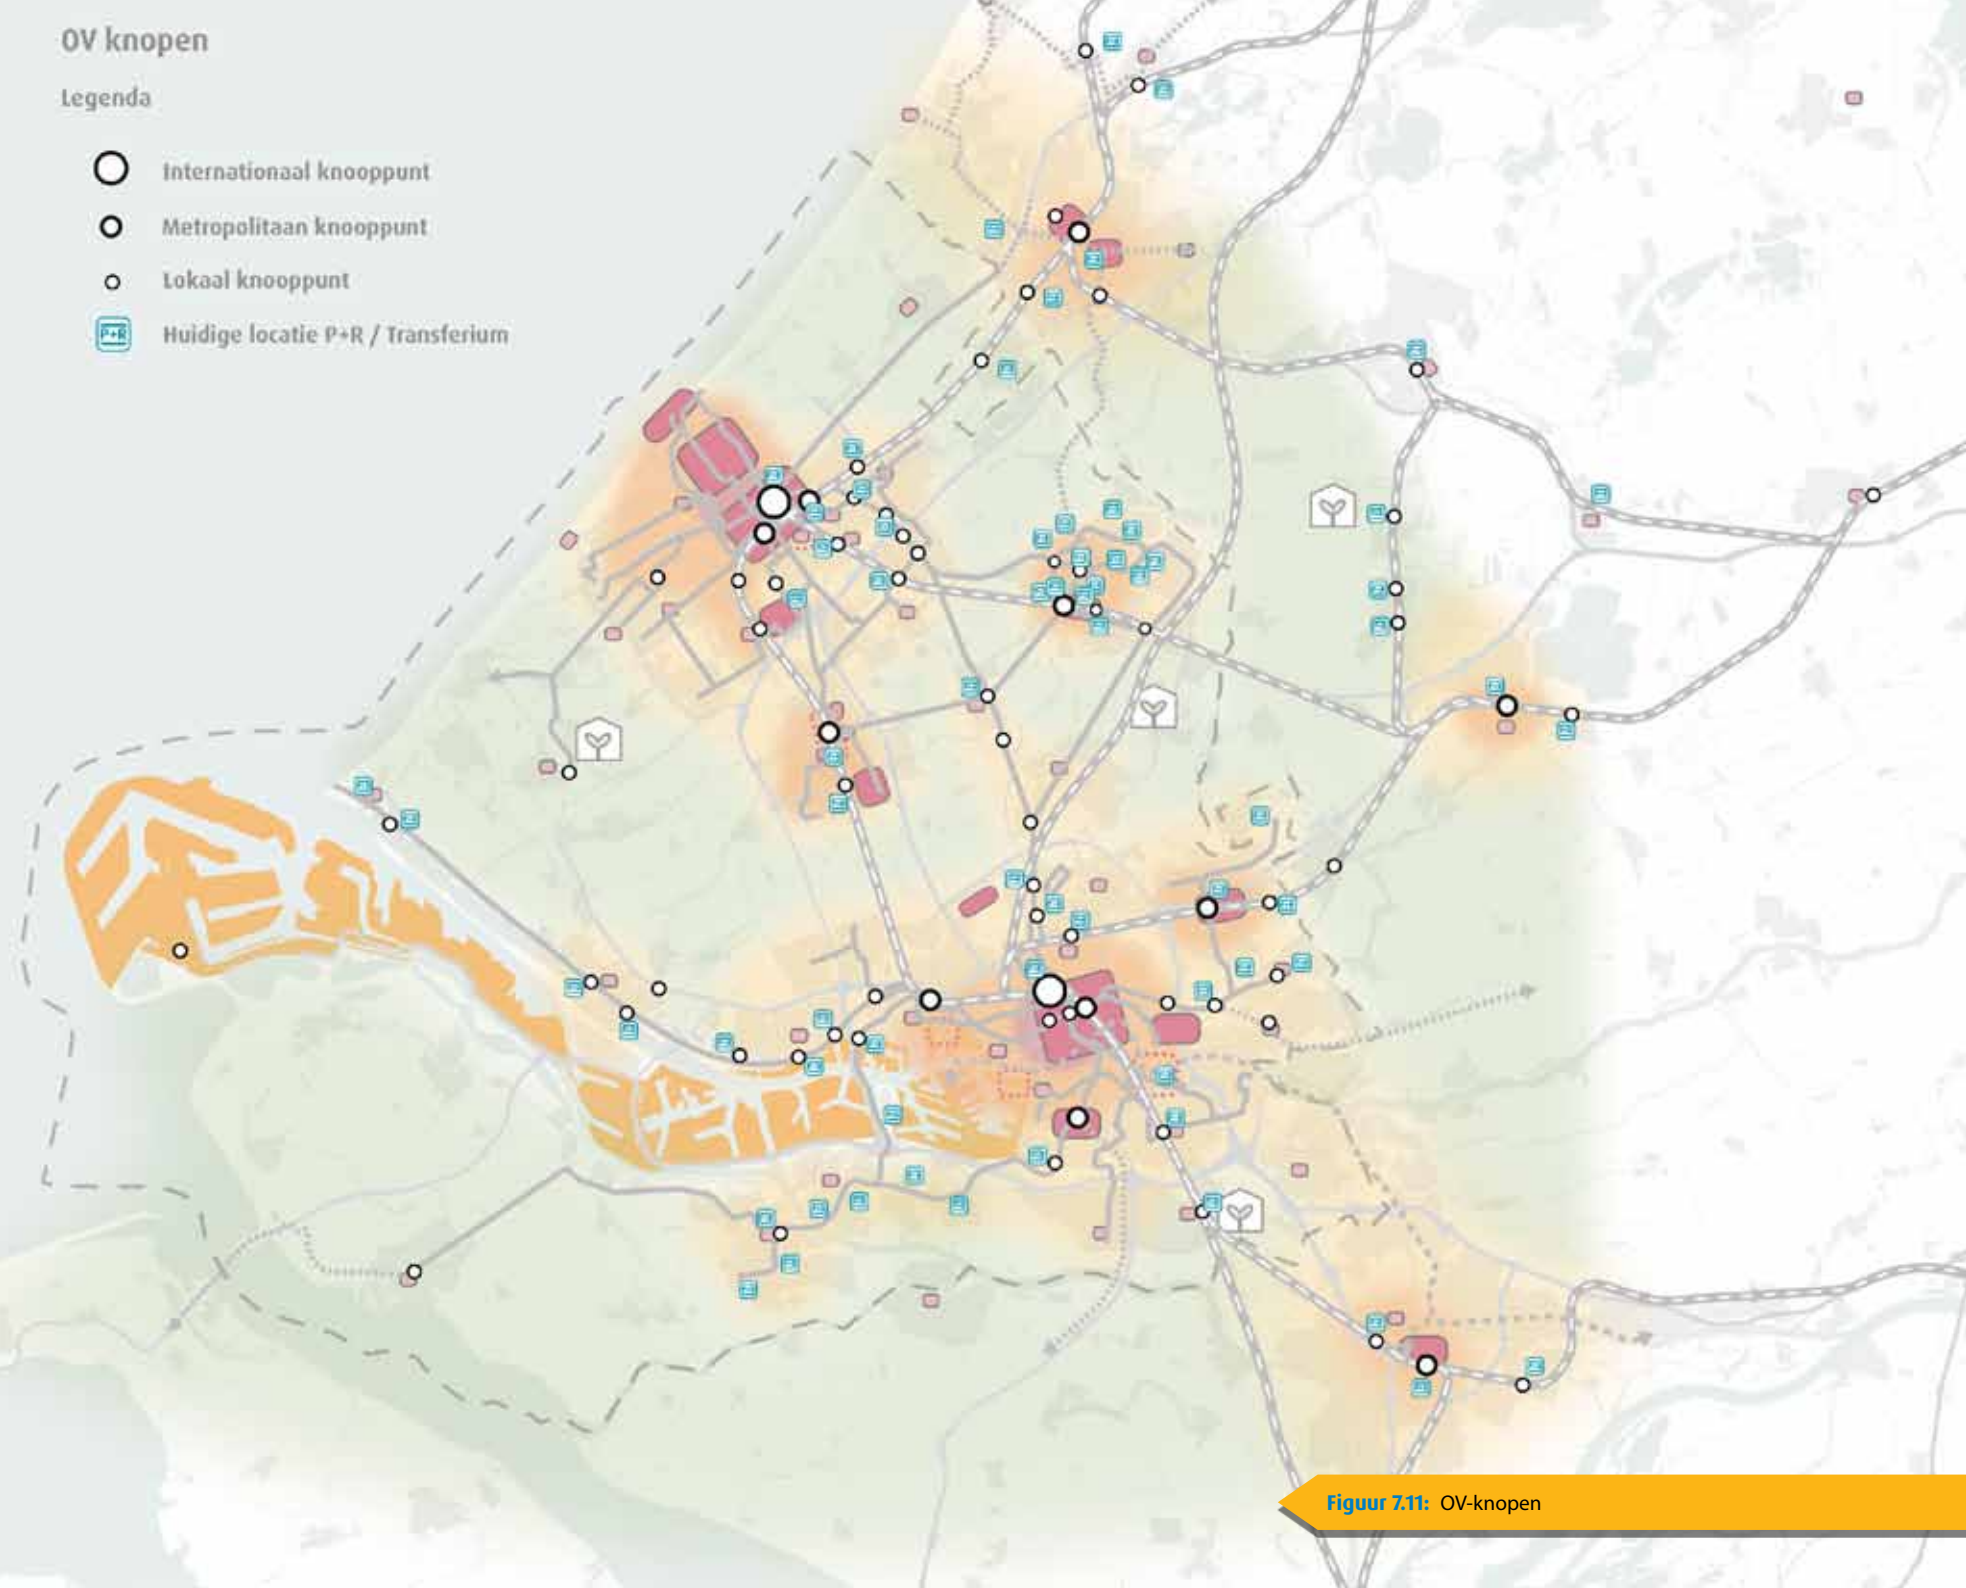 OV knopen
Legenda
Internationaal knooppunt
Metropolitaan knooppunt
Lokaal knooppunt
P+R Huidige locatie P+R / Transferium
Figuur 7.11: OV-knopen